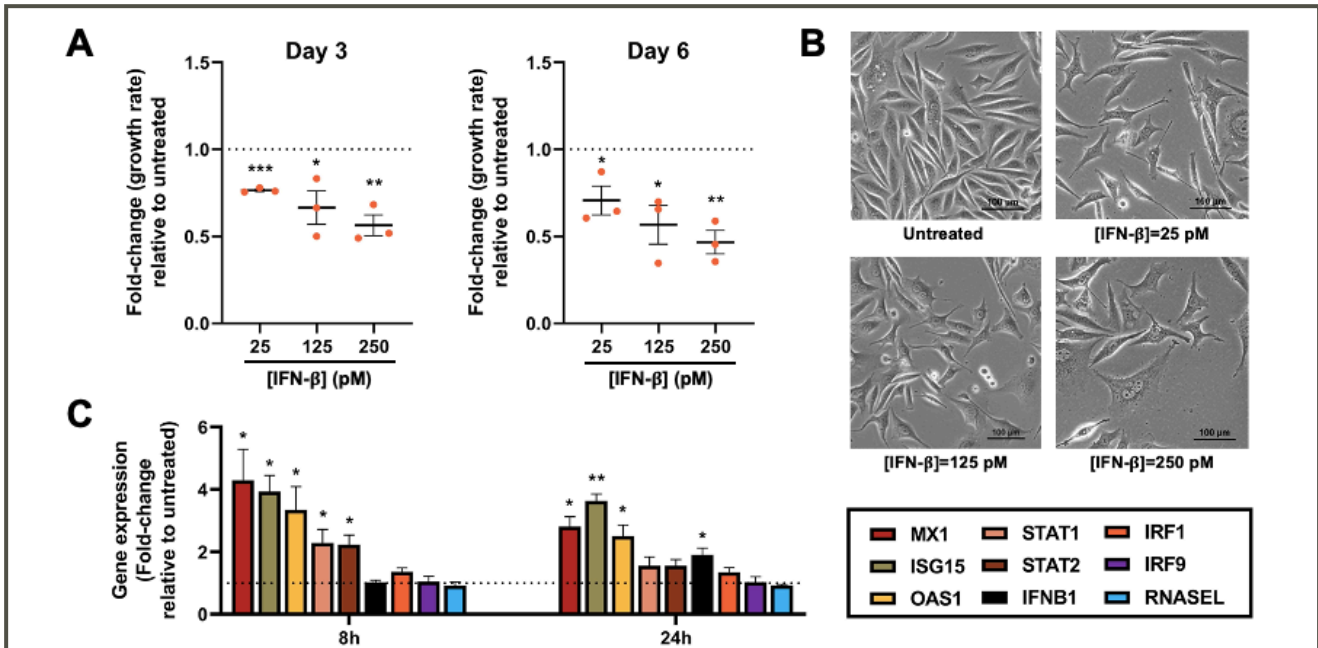 A
Day 3
Fold-change (growth rate)
relative to untreated
1.5
1.0
0.5
0.0
***
*
**
25 125 250
[IFN-β] (pM)
Day 6
Fold-change (growth rate)
relative to untreated
1.5
1.0
0.5
0.0
*
*
**
25 125 250
[IFN-β] (pM)
B
100 µm
Untreated
100 µm
[IFN-β]=25 pM
100 µm
[IFN-β]=125 pM
100 µm
[IFN-β]=250 pM
C
Gene expression
(Fold-change
relative to untreated)
6
4
2
0
* * * * *
8h
* ** * *
24h
MX1 STAT1 IRF1
ISG15 STAT2 IRF9
OAS1 IFNB1 RNASEL